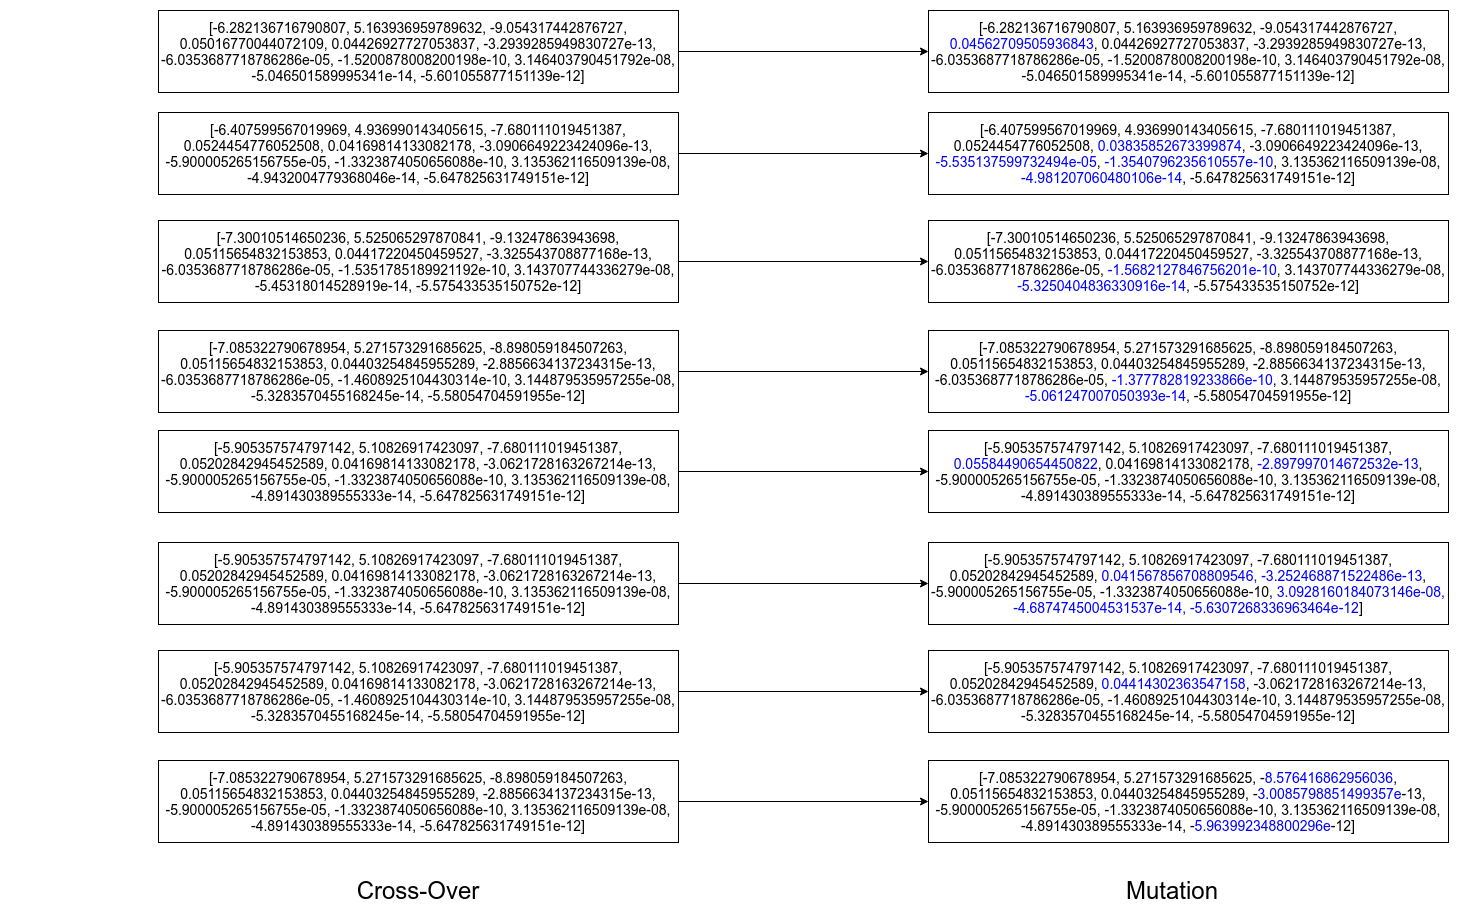 [-6.282136716790807, 5.163936959789632, -9.054317442876727,
0.05016770044072109, 0.04426927727053837, -3.2939285949830727e-13,
-6.0353687718786286e-05, -1.5200878008200198e-10, 3.146403790451792e-08,
-5.046501589995341e-14, -5.601055877151139e-12]
[-6.282136716790807, 5.163936959789632, -9.054317442876727,
0.04562709505936843, 0.04426927727053837, -3.2939285949830727e-13,
-6.0353687718786286e-05, -1.5200878008200198e-10, 3.146403790451792e-08,
-5.046501589995341e-14, -5.601055877151139e-12]
[-6.407599567019969, 4.936990143405615, -7.680111019451387,
0.0524454776052508, 0.04169814133082178, -3.0906649223424096e-13,
-5.900005265156755e-05, -1.3323874050656088e-10, 3.135362116509139e-08,
-4.9432004779368046e-14, -5.647825631749151e-12]
[-6.407599567019969, 4.936990143405615, -7.680111019451387,
0.0524454776052508, 0.03835852673399874, -3.0906649223424096e-13,
-5.535137599732494e-05, -1.3540796235610557e-10, 3.135362116509139e-08,
-4.981207060480106e-14, -5.647825631749151e-12]
[-7.30010514650236, 5.525065297870841, -9.13247863943698,
0.05115654832153853, 0.04417220450459527, -3.325543708877168e-13,
-6.0353687718786286e-05, -1.5351785189921192e-10, 3.143707744336279e-08,
-5.45318014528919e-14, -5.575433535150752e-12]
[-7.30010514650236, 5.525065297870841, -9.13247863943698,
0.05115654832153853, 0.04417220450459527, -3.325543708877168e-13,
-6.0353687718786286e-05, -1.5682127846756201e-10, 3.143707744336279e-08,
-5.3250404836330916e-14, -5.575433535150752e-12]
[-7.085322790678954, 5.271573291685625, -8.898059184507263,
0.05115654832153853, 0.04403254845955289, -2.8856634137234315e-13,
-6.0353687718786286e-05, -1.4608925104430314e-10, 3.144879535957255e-08,
-5.3283570455168245e-14, -5.58054704591955e-12]
[-7.085322790678954, 5.271573291685625, -8.898059184507263,
0.05115654832153853, 0.04403254845955289, -2.8856634137234315e-13,
-6.0353687718786286e-05, -1.377782819233866e-10, 3.144879535957255e-08,
-5.061247007050393e-14, -5.58054704591955e-12]
[-5.905357574797142, 5.10826917423097, -7.680111019451387,
0.05202842945452589, 0.04169814133082178, -3.0621728163267214e-13,
-5.900005265156755e-05, -1.3323874050656088e-10, 3.135362116509139e-08,
-4.891430389555333e-14, -5.647825631749151e-12]
[-5.905357574797142, 5.10826917423097, -7.680111019451387,
0.05584490654450822, 0.04169814133082178, -2.897997014672532e-13,
-5.900005265156755e-05, -1.3323874050656088e-10, 3.135362116509139e-08,
-4.891430389555333e-14, -5.647825631749151e-12]
[-5.905357574797142, 5.10826917423097, -7.680111019451387,
0.05202842945452589, 0.04169814133082178, -3.0621728163267214e-13,
-5.900005265156755e-05, -1.3323874050656088e-10, 3.135362116509139e-08,
-4.891430389555333e-14, -5.647825631749151e-12]
[-5.905357574797142, 5.10826917423097, -7.680111019451387,
0.05202842945452589, 0.041567856708809546, -3.252468871522486e-13,
-5.900005265156755e-05, -1.3323874050656088e-10, 3.0928160184073146e-08,
-4.6874745004531537e-14, -5.6307268336963464e-12]
[-5.905357574797142, 5.10826917423097, -7.680111019451387,
0.05202842945452589, 0.04169814133082178, -3.0621728163267214e-13,
-6.0353687718786286e-05, -1.4608925104430314e-10, 3.144879535957255e-08,
-5.3283570455168245e-14, -5.58054704591955e-12]
[-5.905357574797142, 5.10826917423097, -7.680111019451387,
0.05202842945452589, 0.04414302363547158, -3.0621728163267214e-13,
-6.0353687718786286e-05, -1.4608925104430314e-10, 3.144879535957255e-08,
-5.3283570455168245e-14, -5.58054704591955e-12]
[-7.085322790678954, 5.271573291685625, -8.898059184507263,
0.05115654832153853, 0.04403254845955289, -2.8856634137234315e-13,
-5.900005265156755e-05, -1.3323874050656088e-10, 3.135362116509139e-08,
-4.891430389555333e-14, -5.647825631749151e-12]
[-7.085322790678954, 5.271573291685625, -8.576416862956036,
0.05115654832153853, 0.04403254845955289, -3.0085798851499357e-13,
-5.900005265156755e-05, -1.3323874050656088e-10, 3.135362116509139e-08,
-4.891430389555333e-14, -5.963992348800296e-12]
Cross-Over
Mutation